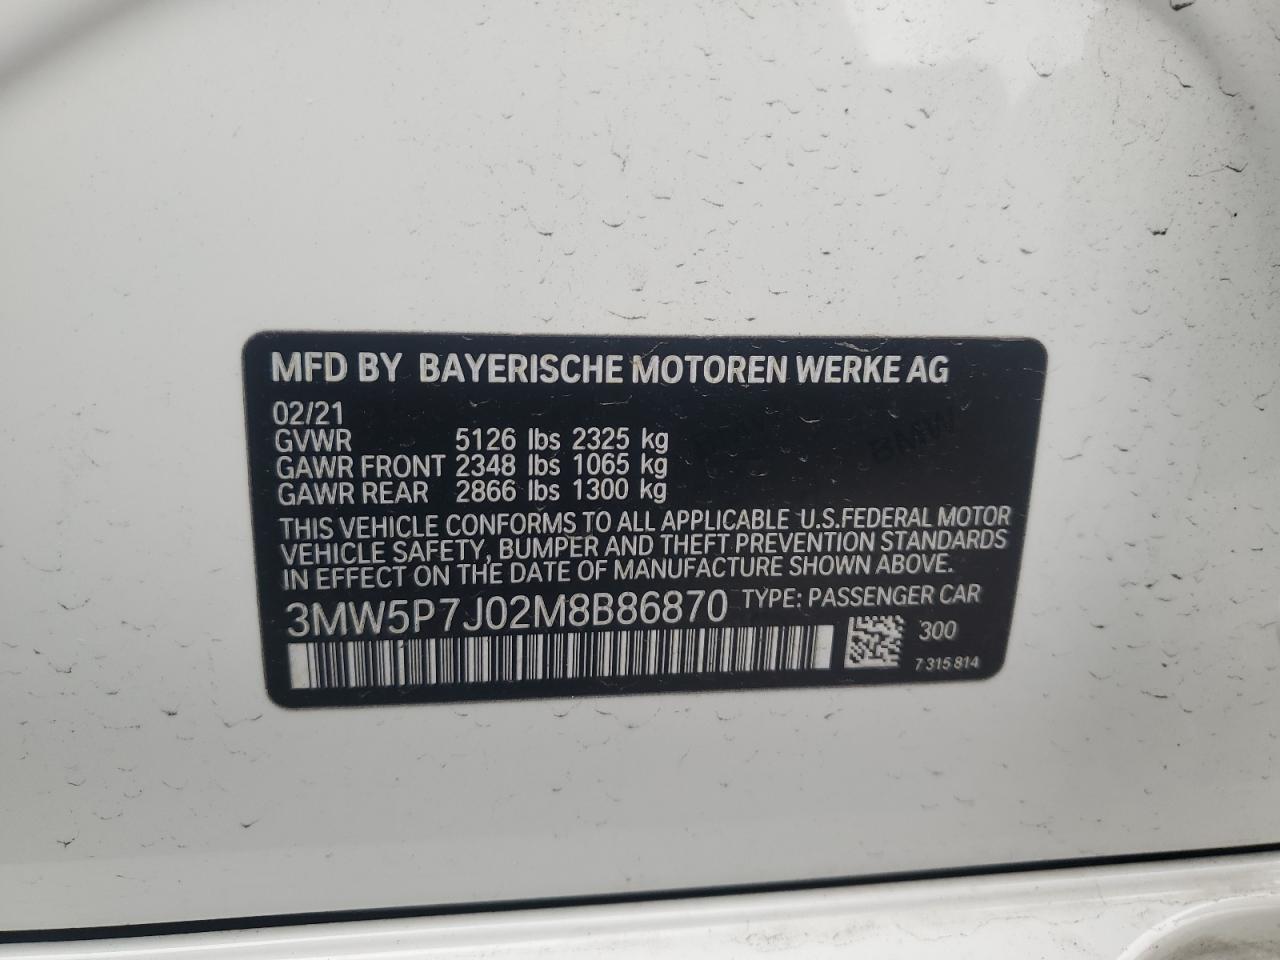 MFD BY BAYERISCHE MOTOREN WERKE AG
02/21
GVWR 5126 lbs 2325 kg
GAWR FRONT 2348 lbs 1065 kg
GAWR REAR 2866 lbs 1300 kg
THIS VEHICLE CONFORMS TO ALL APPLICABLE U.S.FEDERAL MOTOR
VEHICLE SAFETY, BUMPER AND THEFT PREVENTION STANDARDS
IN EFFECT ON THE DATE OF MANUFACTURE SHOWN ABOVE.
3MW5P7J02M8B86870 TYPE: PASSENGER CAR
300
7 315 814
BMW